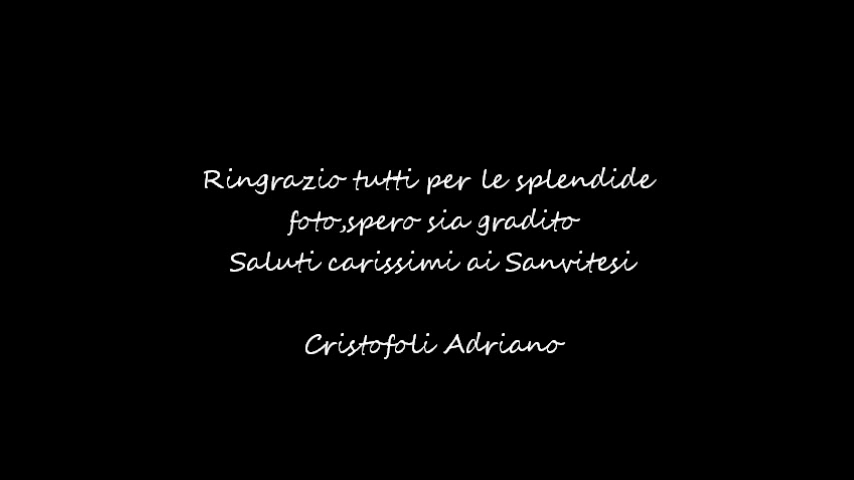 Ringrazio tutti per le splendide
foto,spero sia gradito
Saluti carissimi ai Sanvitesi
Cristofoli Adriano